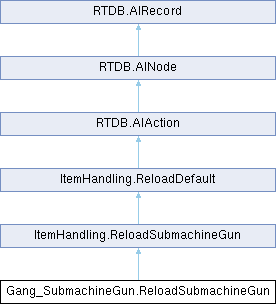 RTDB.AIRecord
RTDB.AINode
RTDB.AIAction
ItemHandling.ReloadDefault
ItemHandling.ReloadSubmachineGun
Gang_SubmachineGun.ReloadSubmachineGun